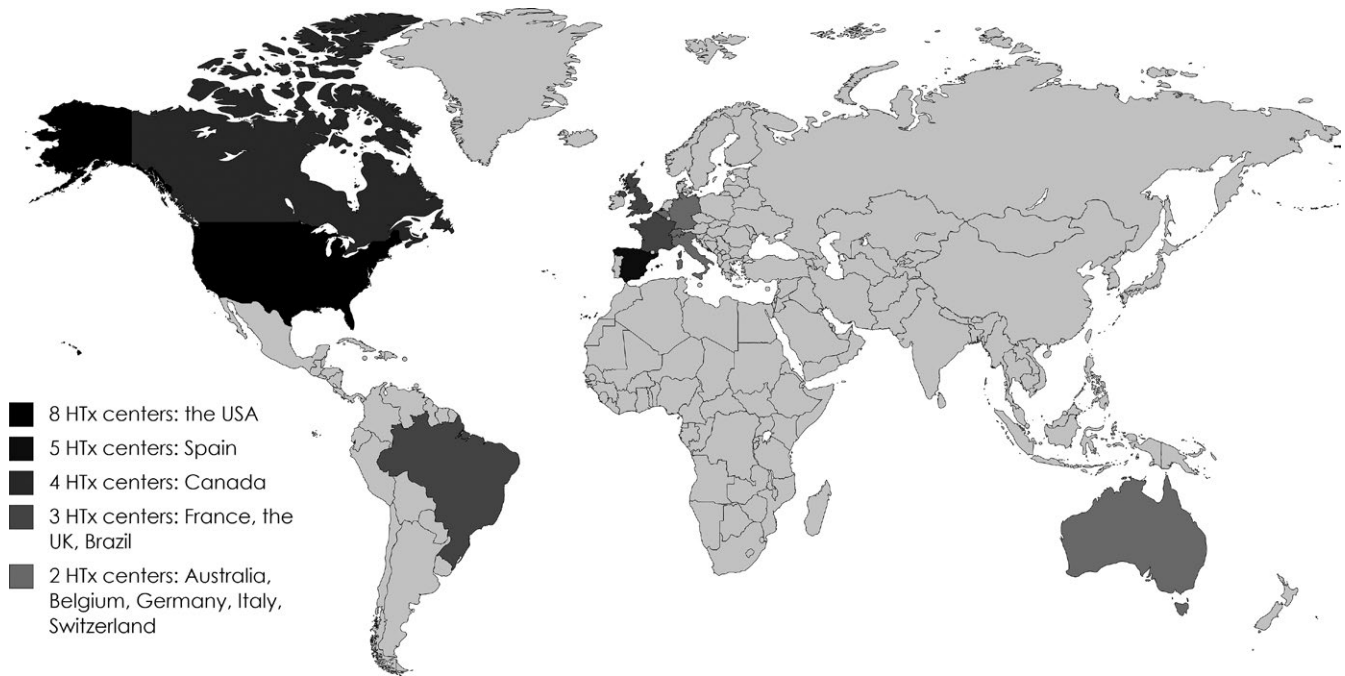 8 HTx centers: the USA
5 HTx centers: Spain
4 HTx centers: Canada
3 HTx centers: France, the
UK, Brazil
2 HTx centers: Australia,
Belgium, Germany, Italy,
Switzerland